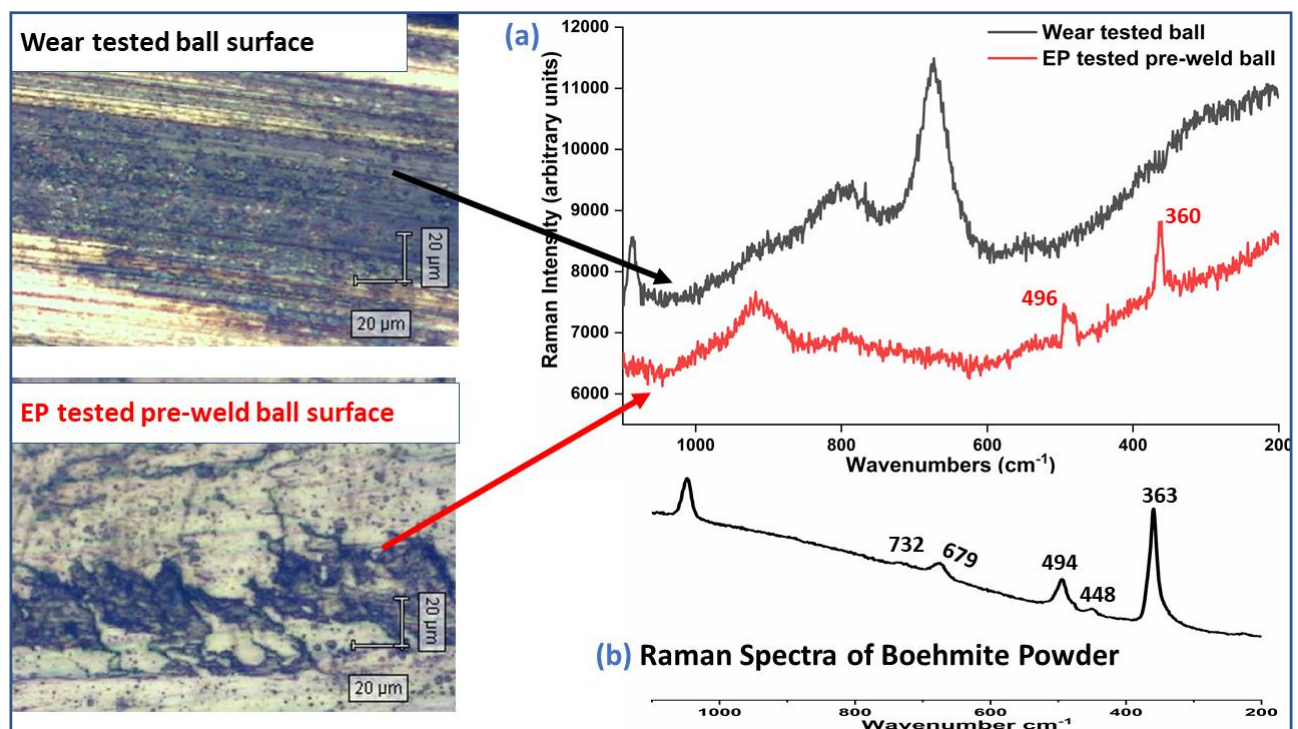 Wear tested ball surface
20 µm
20 µm
EP tested pre-weld ball surface
20 µm
20 µm
(a)
Wear tested ball
EP tested pre-weld ball
12000
11000
10000
9000
8000
7000
6000
Raman Intensity (arbitrary units)
360
496
1000 800 600 400 200
Wavenumbers (cm-1)
363
732
679
494
448
(b) Raman Spectra of Boehmite Powder
1000 800 600 400 200
Wavenumber cm-1